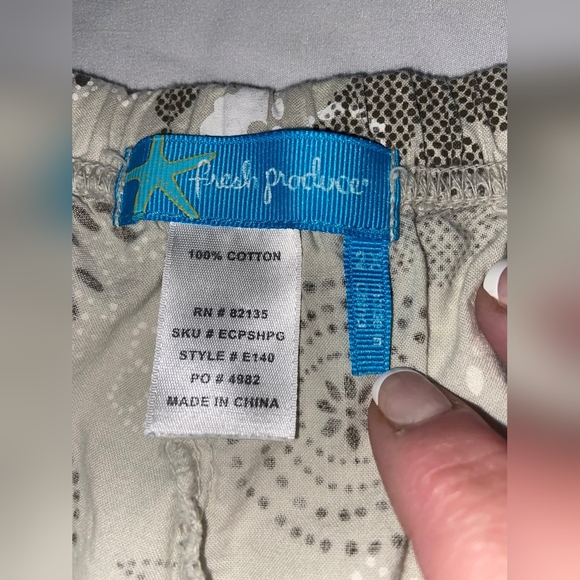 fresh produce
100% COTTON
RN # 82135
SKU # ECPSHPG
STYLE # E140
PO # 4982
MADE IN CHINA